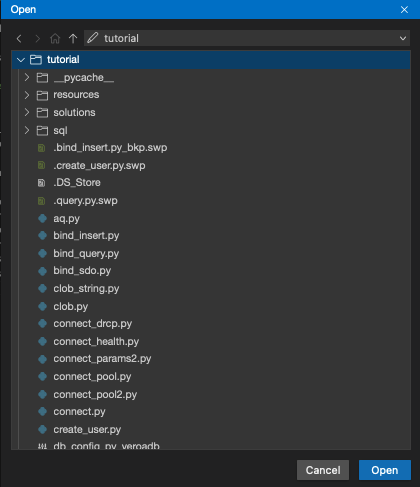 Open
tutorial
tutorial
__pycache__
resources
solutions
sql
.bind_insert.py_bkp.swp
.create_user.py.swp
.DS_Store
.query.py.swp
aq.py
bind_insert.py
bind_query.py
bind_sdo.py
clob_string.py
clob.py
connect_drcp.py
connect_health.py
connect_params2.py
connect_pool.py
connect_pool2.py
connect.py
create_user.py
Cancel Open